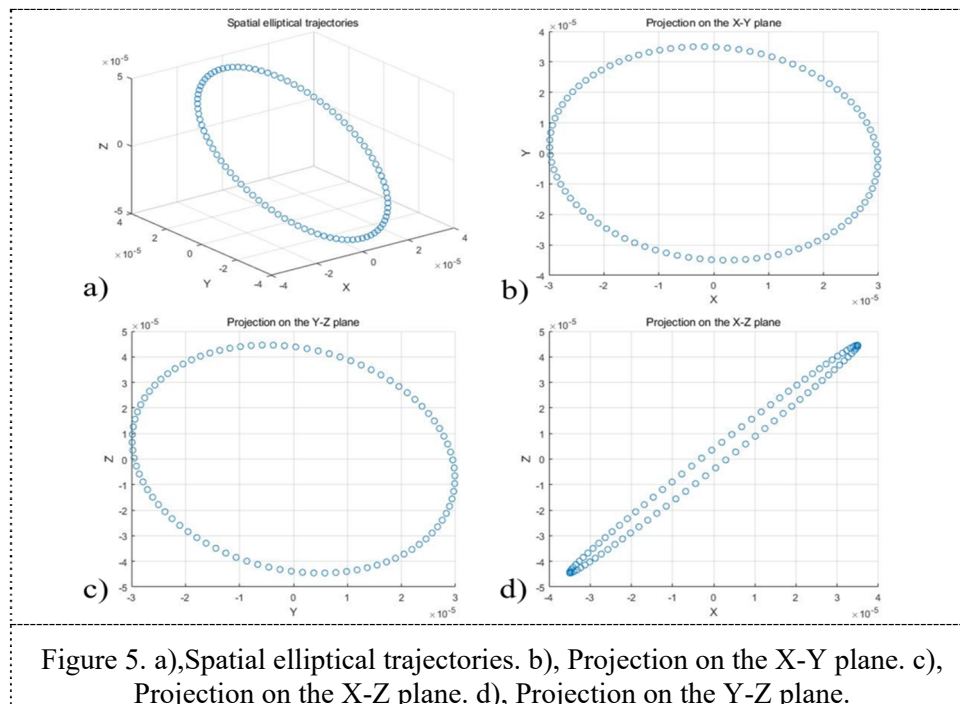 Spatial elliptical trajectories
×10⁻⁵
5
0
-5
Z
4
2
0
-2
-4
×10⁻⁵
Y
-4
-2
0
2
4
×10⁻⁵
X
a)
Projection on the X-Y plane
×10⁻⁵
4
3
2
1
0
-1
-2
-3
-4
Y
-3 -2 -1 0 1 2 3
X
×10⁻⁵
b)
Projection on the Y-Z plane
×10⁻⁵
5
4
3
2
1
0
-1
-2
-3
-4
-5
Z
-3 -2 -1 0 1 2 3
Y
×10⁻⁵
c)
Projection on the X-Z plane
×10⁻⁵
5
4
3
2
1
0
-1
-2
-3
-4
-5
Z
-4 -3 -2 -1 0 1 2 3 4
X
×10⁻⁵
d)
Figure 5. a),Spatial elliptical trajectories. b), Projection on the X-Y plane. c),
Projection on the X-Z plane. d), Projection on the Y-Z plane.